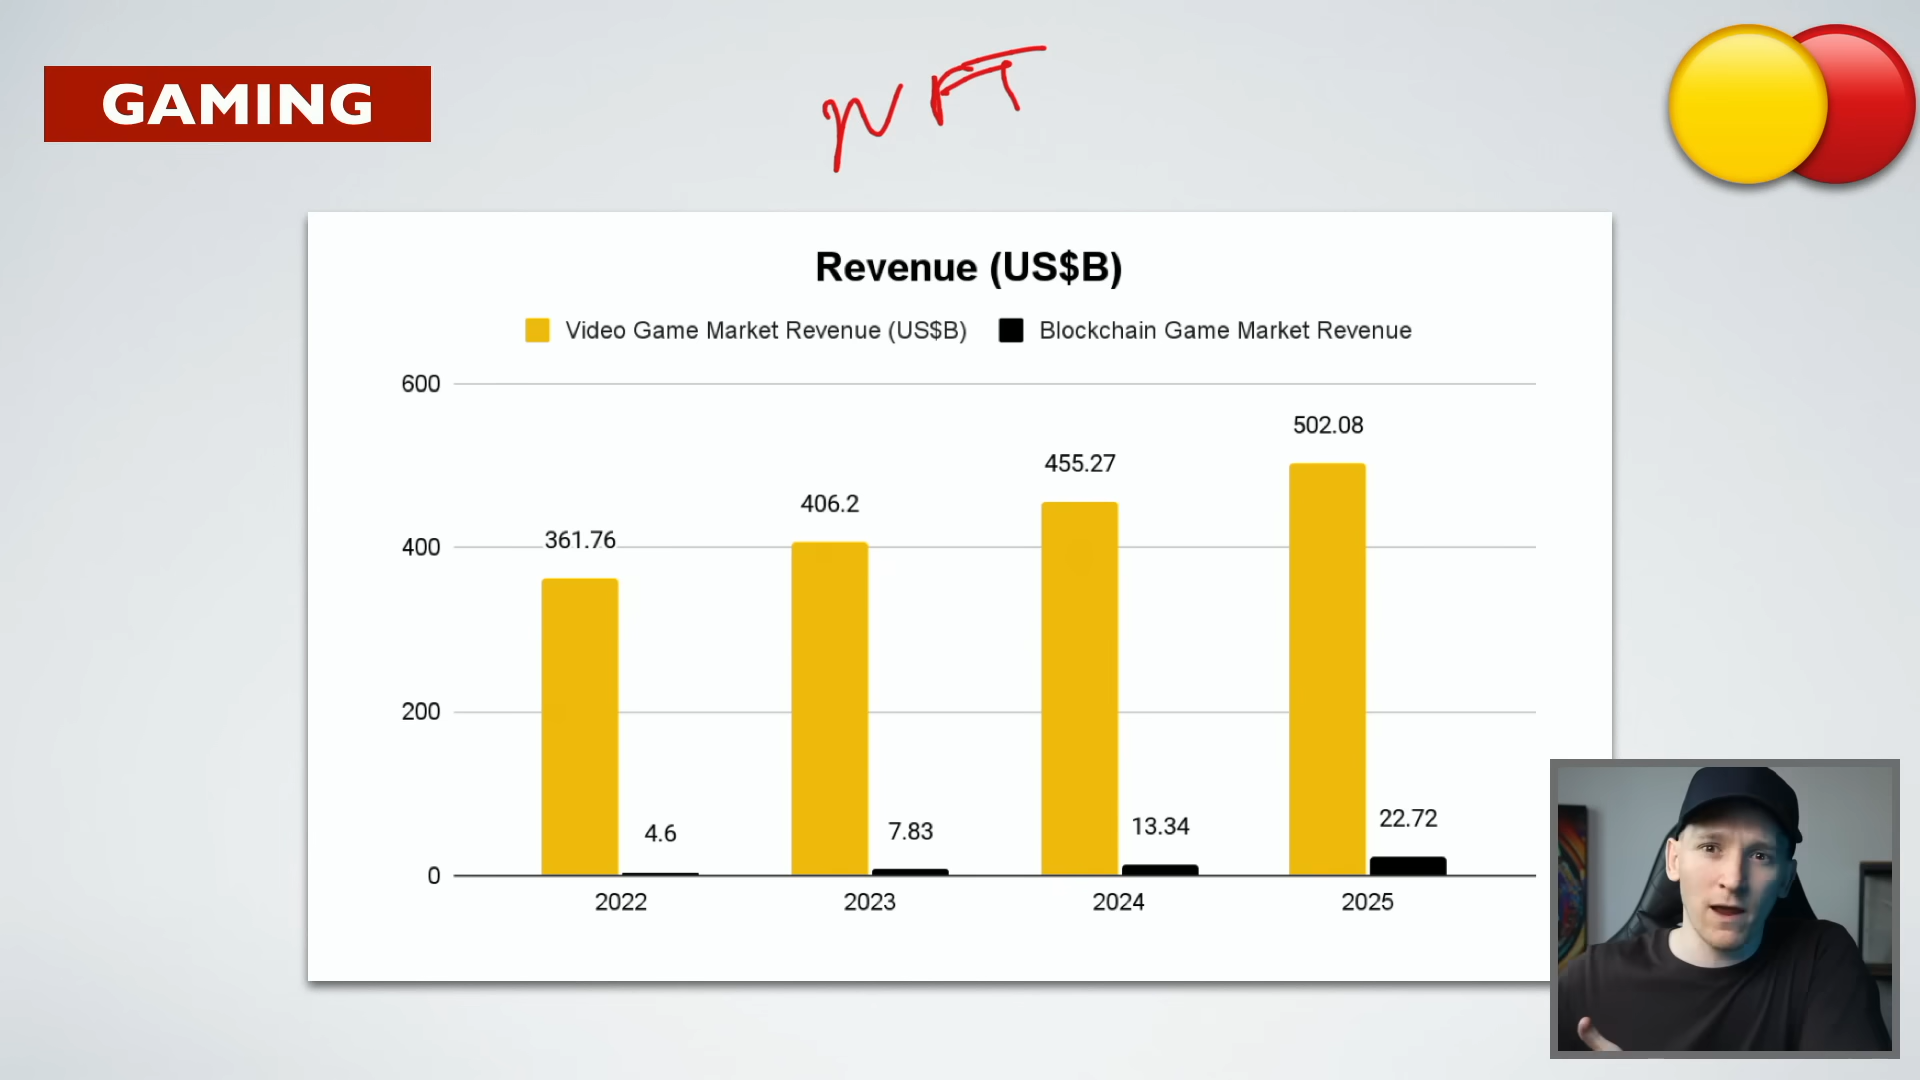 NFT
GAMING
Revenue (US$B)
Video Game Market Revenue (US$B) Blockchain Game Market Revenue
600
400
200
0
361.76 4.6
406.2 7.83
455.27 13.34
502.08 22.72
2022 2023 2024 2025